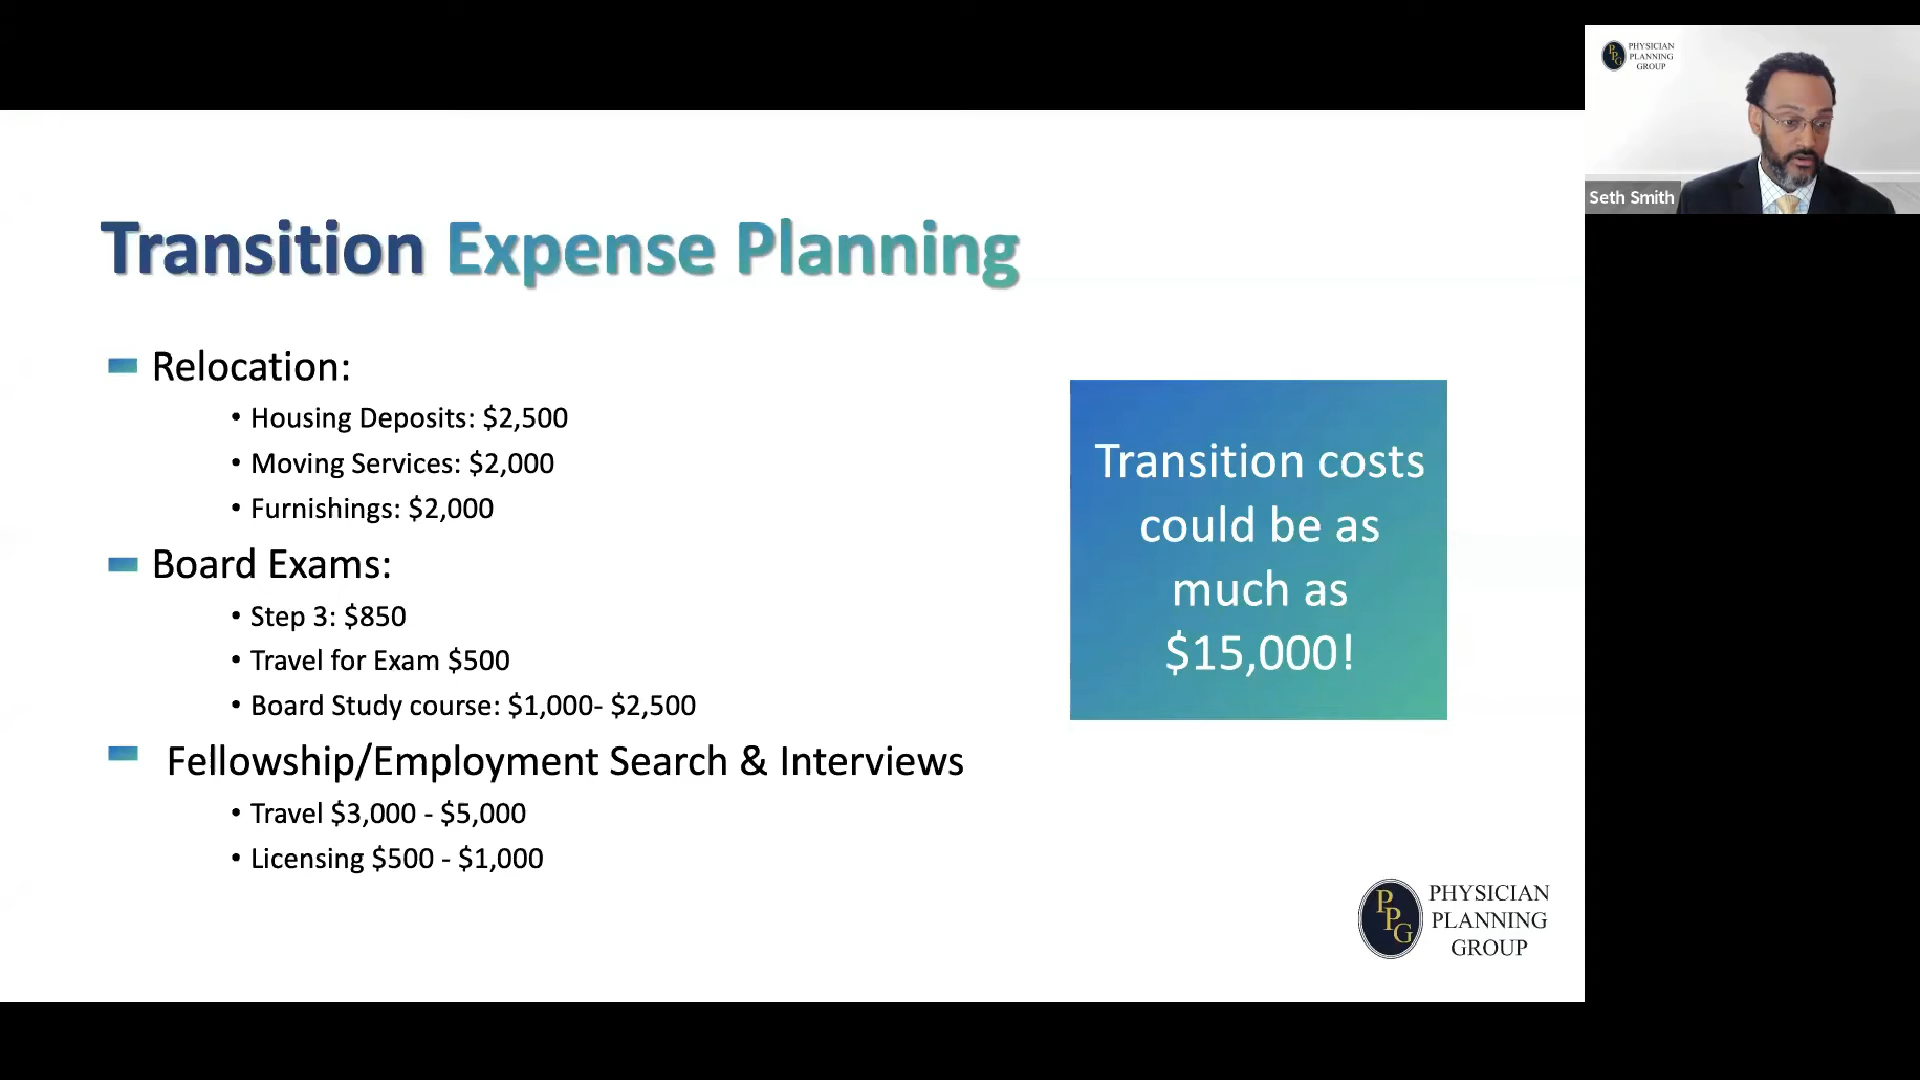 Transition Expense Planning
Relocation:
• Housing Deposits: $2,500
• Moving Services: $2,000
• Furnishings: $2,000
Board Exams:
• Step 3: $850
• Travel for Exam $500
• Board Study course: $1,000- $2,500
Fellowship/Employment Search & Interviews
• Travel $3,000 - $5,000
• Licensing $500 - $1,000
Transition costs
could be as
much as
$15,000!
PPG
PHYSICIAN
PLANNING
GROUP
PPG
PHYSICIAN
PLANNING
GROUP
Seth Smith